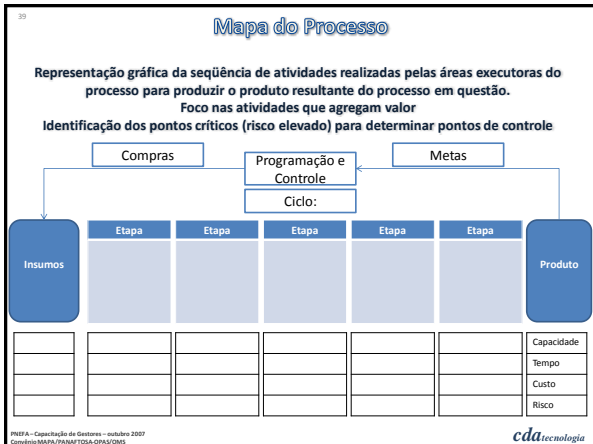 39
Mapa do Processo
Representação gráfica da seqüência de atividades realizadas pelas áreas executoras do
processo para produzir o produto resultante do processo em questão.
Foco nas atividades que agregam valor
Identificação dos pontos críticos (risco elevado) para determinar pontos de controle
Compras
Programação e
Controle
Metas
Ciclo:
Insumos
Etapa
Etapa
Etapa
Etapa
Etapa
Produto
Capacidade
Tempo
Custo
Risco
PNEFA – Capacitação de Gestores – outubro 2007
Convênio MAPA/PANAFTOSA-OPAS/OMS
cdatecnologia